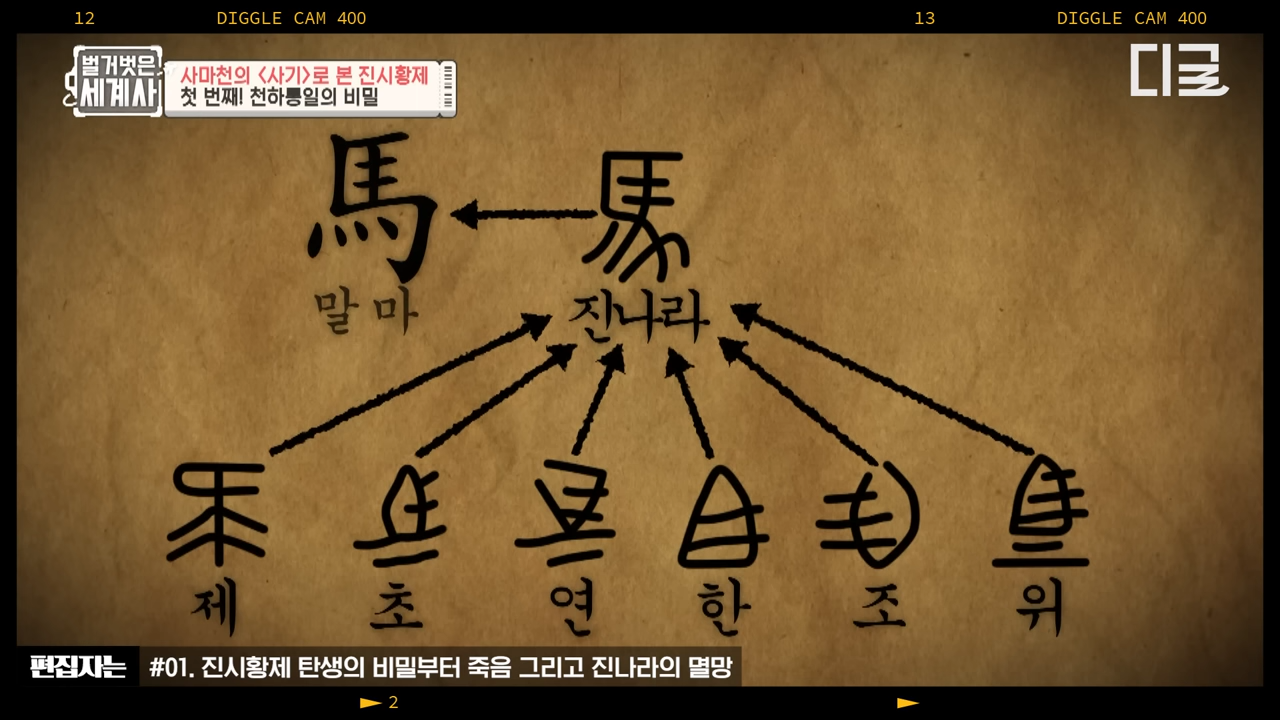 12
DIGGLE CAM 400
13
DIGGLE CAM 400
벌거벗은
세계사
사마천의 <사기>로 본 진시황제
첫 번째! 천하통일의 비밀
디글
馬
말 마
진나라
제
초
연
한
조
위
편집자는
#01. 진시황제 탄생의 비밀부터 죽음 그리고 진나라의 멸망
2